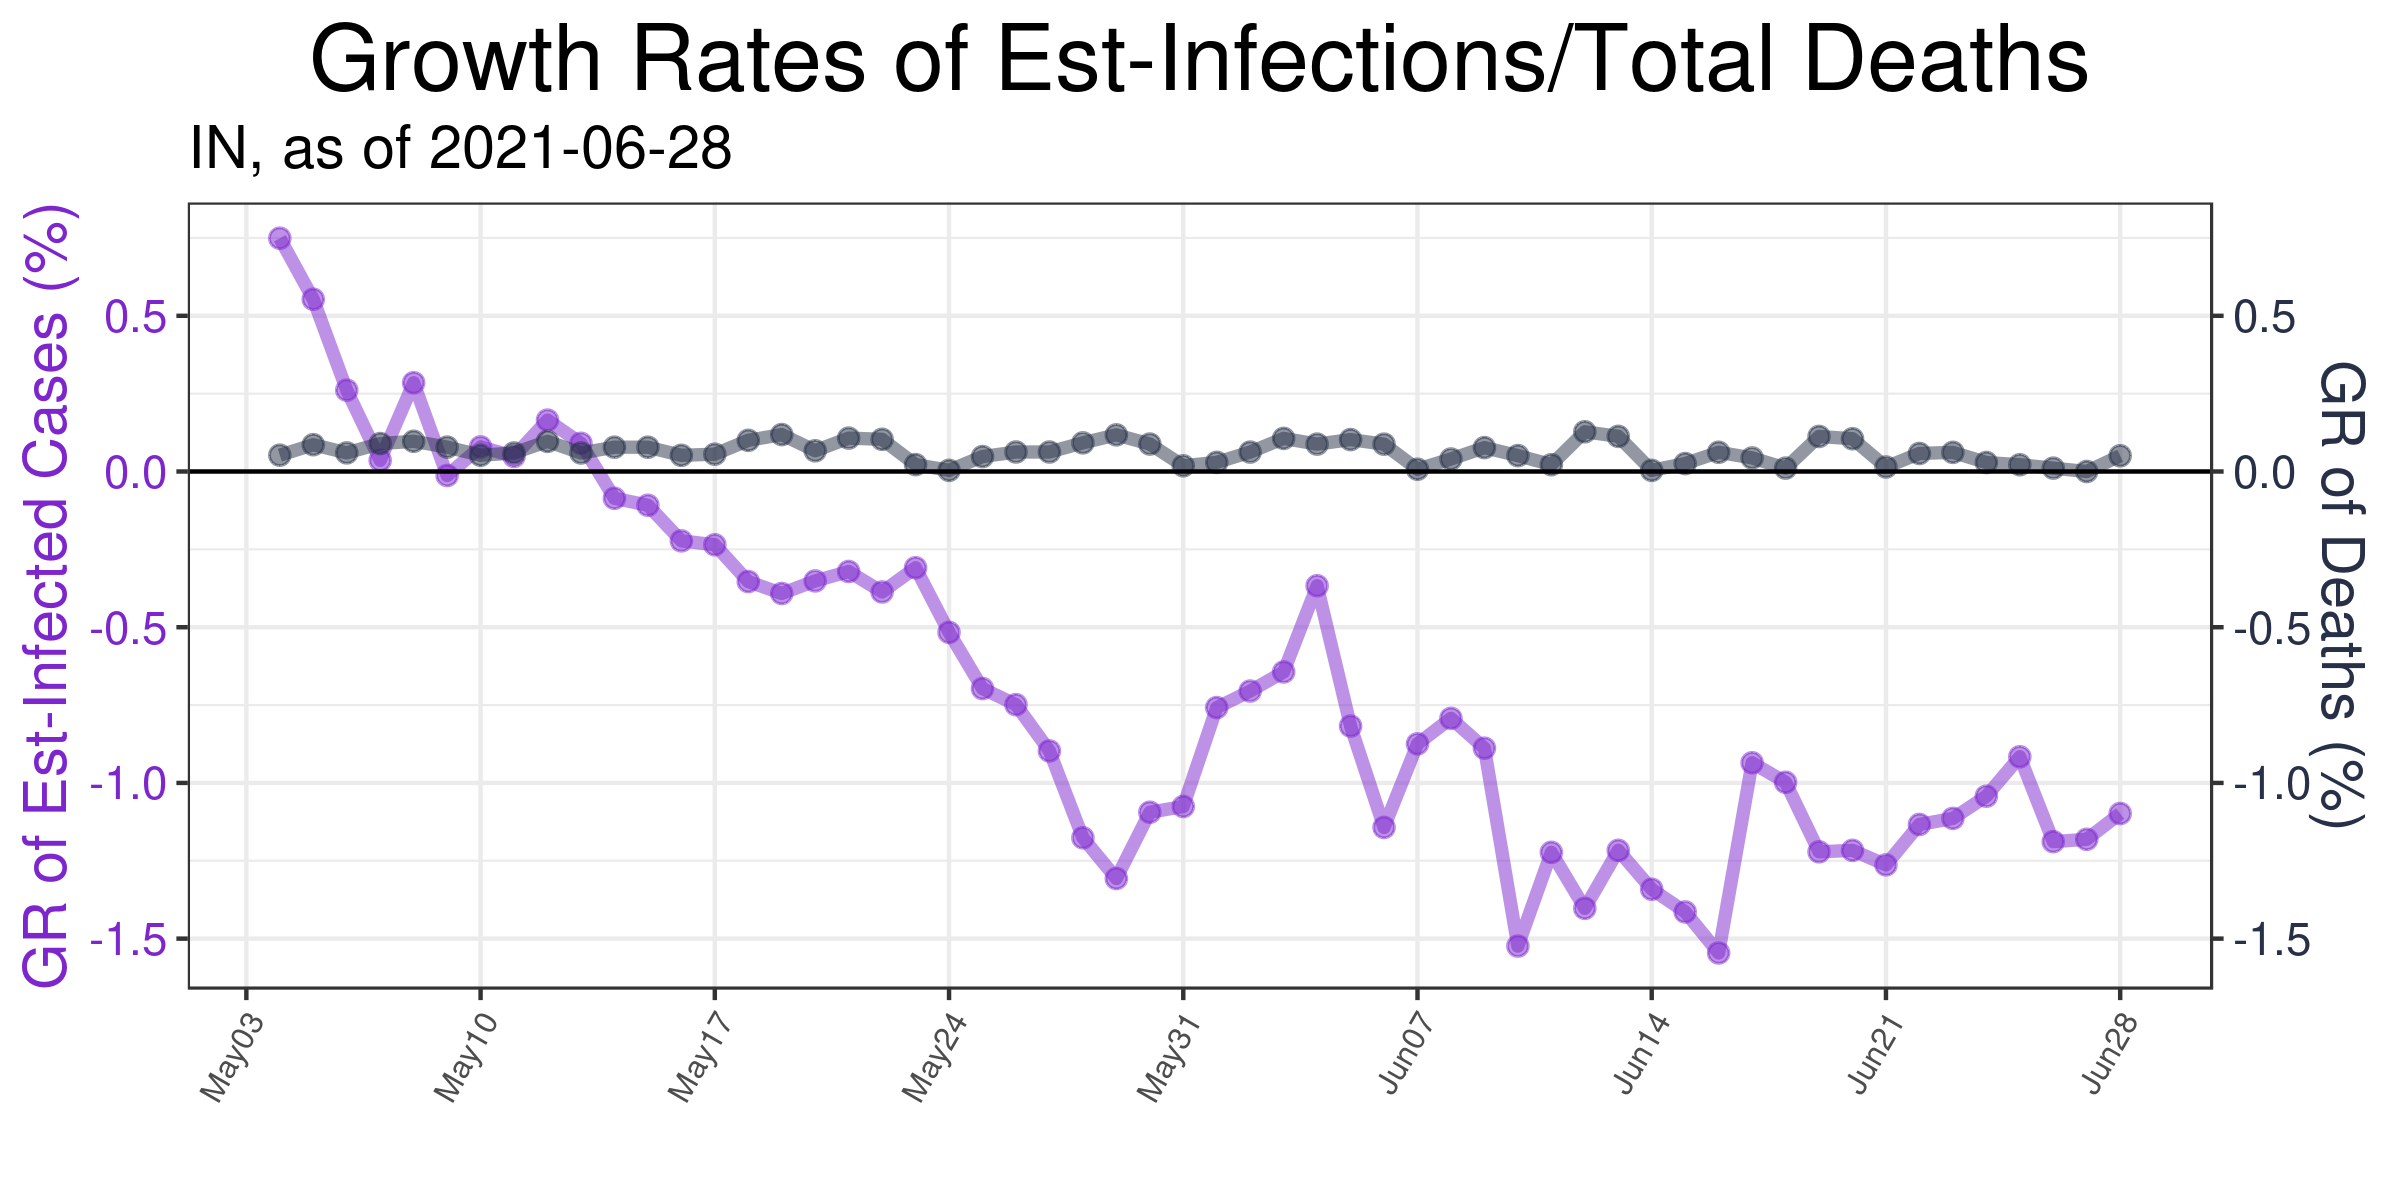 Growth Rates of Est-Infections/Total Deaths
IN, as of 2021-06-28
GR of Est-Infected Cases (%)
0.5
0.0
-0.5
-1.0
-1.5
0.5
0.0
-0.5
-1.0
-1.5
GR of Deaths (%)
May03
May10
May17
May24
May31
Jun07
Jun14
Jun21
Jun28